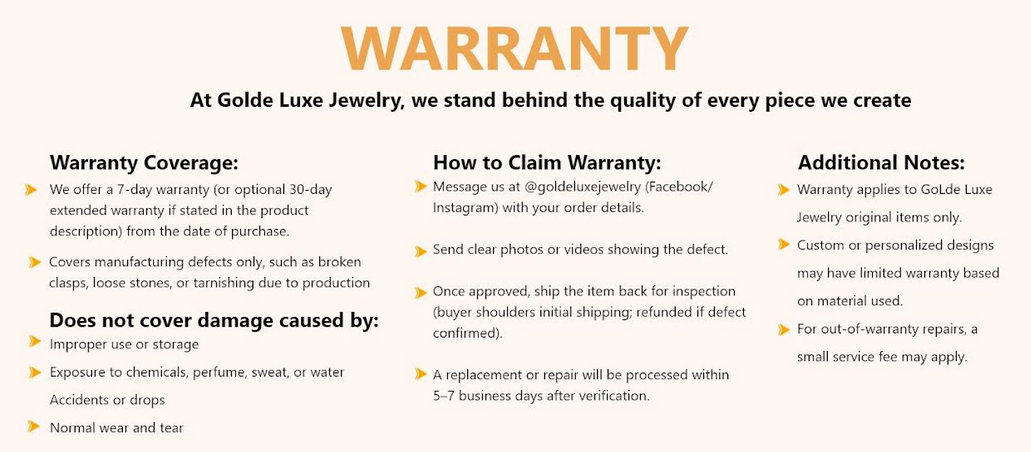 WARRANTY
At Golde Luxe Jewelry, we stand behind the quality of every piece we create
Warranty Coverage:
We offer a 7-day warranty (or optional 30-day
extended warranty if stated in the product
description) from the date of purchase.
Covers manufacturing defects only, such as broken
clasps, loose stones, or tarnishing due to production
Does not cover damage caused by:
Improper use or storage
Exposure to chemicals, perfume, sweat, or water
Accidents or drops
Normal wear and tear
How to Claim Warranty:
Message us at @goldeluxejewelry (Facebook/
Instagram) with your order details.
Send clear photos or videos showing the defect.
Once approved, ship the item back for inspection
(buyer shoulders initial shipping; refunded if defect
confirmed).
A replacement or repair will be processed within
5–7 business days after verification.
Additional Notes:
Warranty applies to GoLde Luxe
Jewelry original items only.
Custom or personalized designs
may have limited warranty based
on material used.
For out-of-warranty repairs, a
small service fee may apply.